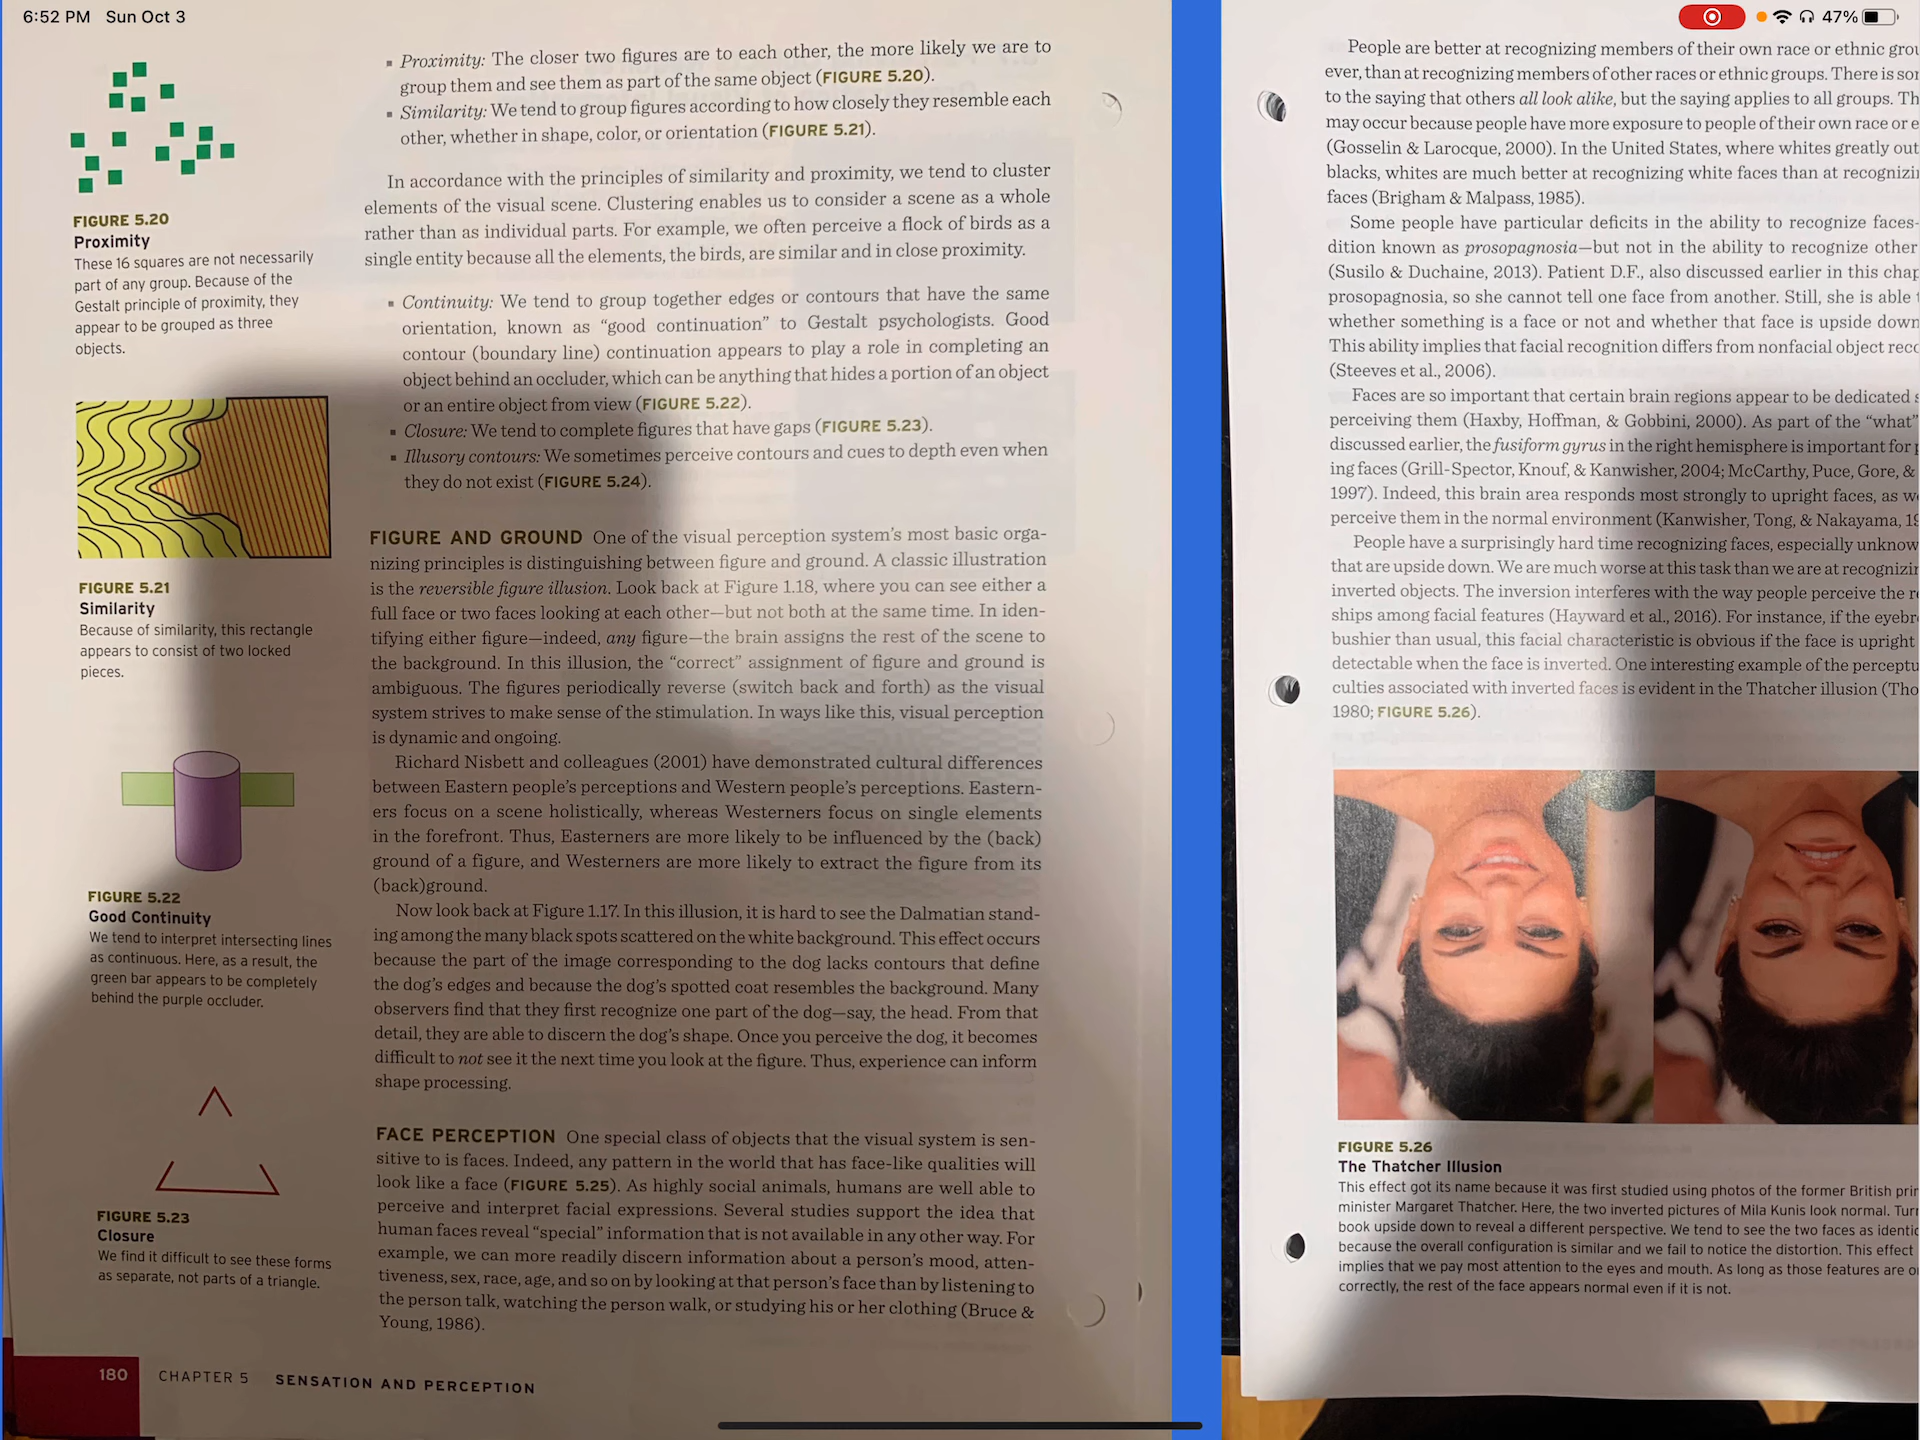 6:52 PM Sun Oct 3
47%
▪ Proximity: The closer two figures are to each other, the more likely we are to
group them and see them as part of the same object (FIGURE 5.20).
▪ Similarity: We tend to group figures according to how closely they resemble each
other, whether in shape, color, or orientation (FIGURE 5.21).
In accordance with the principles of similarity and proximity, we tend to cluster
elements of the visual scene. Clustering enables us to consider a scene as a whole
rather than as individual parts. For example, we often perceive a flock of birds as a
single entity because all the elements, the birds, are similar and in close proximity.
▪ Continuity: We tend to group together edges or contours that have the same
orientation, known as “good continuation” to Gestalt psychologists. Good
contour (boundary line) continuation appears to play a role in completing an
object behind an occluder, which can be anything that hides a portion of an object
or an entire object from view (FIGURE 5.22).
▪ Closure: We tend to complete figures that have gaps (FIGURE 5.23).
▪ Illusory contours: We sometimes perceive contours and cues to depth even when
they do not exist (FIGURE 5.24).
FIGURE AND GROUND One of the visual perception system’s most basic orga-
nizing principles is distinguishing between figure and ground. A classic illustration
is the reversible figure illusion. Look back at Figure 1.18, where you can see either a
full face or two faces looking at each other—but not both at the same time. In iden-
tifying either figure—indeed, any figure—the brain assigns the rest of the scene to
the background. In this illusion, the “correct” assignment of figure and ground is
ambiguous. The figures periodically reverse (switch back and forth) as the visual
system strives to make sense of the stimulation. In ways like this, visual perception
is dynamic and ongoing.
Richard Nisbett and colleagues (2001) have demonstrated cultural differences
between Eastern people’s perceptions and Western people’s perceptions. Eastern-
ers focus on a scene holistically, whereas Westerners focus on single elements
in the forefront. Thus, Easterners are more likely to be influenced by the (back)
ground of a figure, and Westerners are more likely to extract the figure from its
(back)ground.
Now look back at Figure 1.17. In this illusion, it is hard to see the Dalmatian stand-
ing among the many black spots scattered on the white background. This effect occurs
because the part of the image corresponding to the dog lacks contours that define
the dog’s edges and because the dog’s spotted coat resembles the background. Many
observers find that they first recognize one part of the dog—say, the head. From that
detail, they are able to discern the dog’s shape. Once you perceive the dog, it becomes
difficult to not see it the next time you look at the figure. Thus, experience can inform
shape processing.
FACE PERCEPTION One special class of objects that the visual system is sen-
sitive to is faces. Indeed, any pattern in the world that has face-like qualities will
look like a face (FIGURE 5.25). As highly social animals, humans are well able to
perceive and interpret facial expressions. Several studies support the idea that
human faces reveal “special” information that is not available in any other way. For
example, we can more readily discern information about a person’s mood, atten-
tiveness, sex, race, age, and so on by looking at that person’s face than by listening to
the person talk, watching the person walk, or studying his or her clothing (Bruce &
Young, 1986).
FIGURE 5.20
Proximity
These 16 squares are not necessarily
part of any group. Because of the
Gestalt principle of proximity, they
appear to be grouped as three
objects.
FIGURE 5.21
Similarity
Because of similarity, this rectangle
appears to consist of two locked
pieces.
FIGURE 5.22
Good Continuity
We tend to interpret intersecting lines
as continuous. Here, as a result, the
green bar appears to be completely
behind the purple occluder.
FIGURE 5.23
Closure
We find it difficult to see these forms
as separate, not parts of a triangle.
180 CHAPTER 5 SENSATION AND PERCEPTION
People are better at recognizing members of their own race or ethnic
ever, than at recognizing members of other races or ethnic groups. There is
to the saying that others all look alike, but the saying applies to all groups.
may occur because people have more exposure to people of their own race or
(Gosselin & Larocque, 2000). In the United States, where whites greatly
blacks, whites are much better at recognizing white faces than at
faces (Brigham & Malpass, 1985).
Some people have particular deficits in the ability to recognize faces-
dition known as prosopagnosia—but not in the ability to recognize other
(Susilo & Duchaine, 2013). Patient D.F., also discussed earlier in this
prosopagnosia, so she cannot tell one face from another. Still, she is able
whether something is a face or not and whether that face is upside down
This ability implies that facial recognition differs from nonfacial object
(Steeves et al., 2006).
Faces are so important that certain brain regions appear to be dedicated
perceiving them (Haxby, Hoffman, & Gobbini, 2000). As part of the “what”
discussed earlier, the fusiform gyrus in the right hemisphere is important for
ing faces (Grill-Spector, Knouf, & Kanwisher, 2004; McCarthy, Puce, Gore, &
1997). Indeed, this brain area responds most strongly to upright faces, as
perceive them in the normal environment (Kanwisher, Tong, & Nakayama,
People have a surprisingly hard time recognizing faces, especially
that are upside down. We are much worse at this task than we are at
inverted objects. The inversion interferes with the way people perceive the
ships among facial features (Hayward et al., 2016). For instance, if the
bushier than usual, this facial characteristic is obvious if the face is upright
detectable when the face is inverted. One interesting example of the
culties associated with inverted faces is evident in the Thatcher illusion
1980; FIGURE 5.26).
FIGURE 5.26
The Thatcher Illusion
This effect got its name because it was first studied using photos of the former British
minister Margaret Thatcher. Here, the two inverted pictures of Mila Kunis look normal.
book upside down to reveal a different perspective. We tend to see the two faces as
because the overall configuration is similar and we fail to notice the distortion. This effect
implies that we pay most attention to the eyes and mouth. As long as those features are
correctly, the rest of the face appears normal even if it is not.